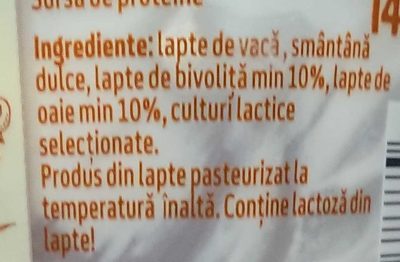 Sursă de proteine
14
Ingrediente: lapte de vacă, smântână
dulce, lapte de bivoliță min 10%, lapte de
oaie min 10%, culturi lactice
selecționate.
Produs din lapte pasteurizat la
temperatură înaltă. Conține lactoză din
lapte!